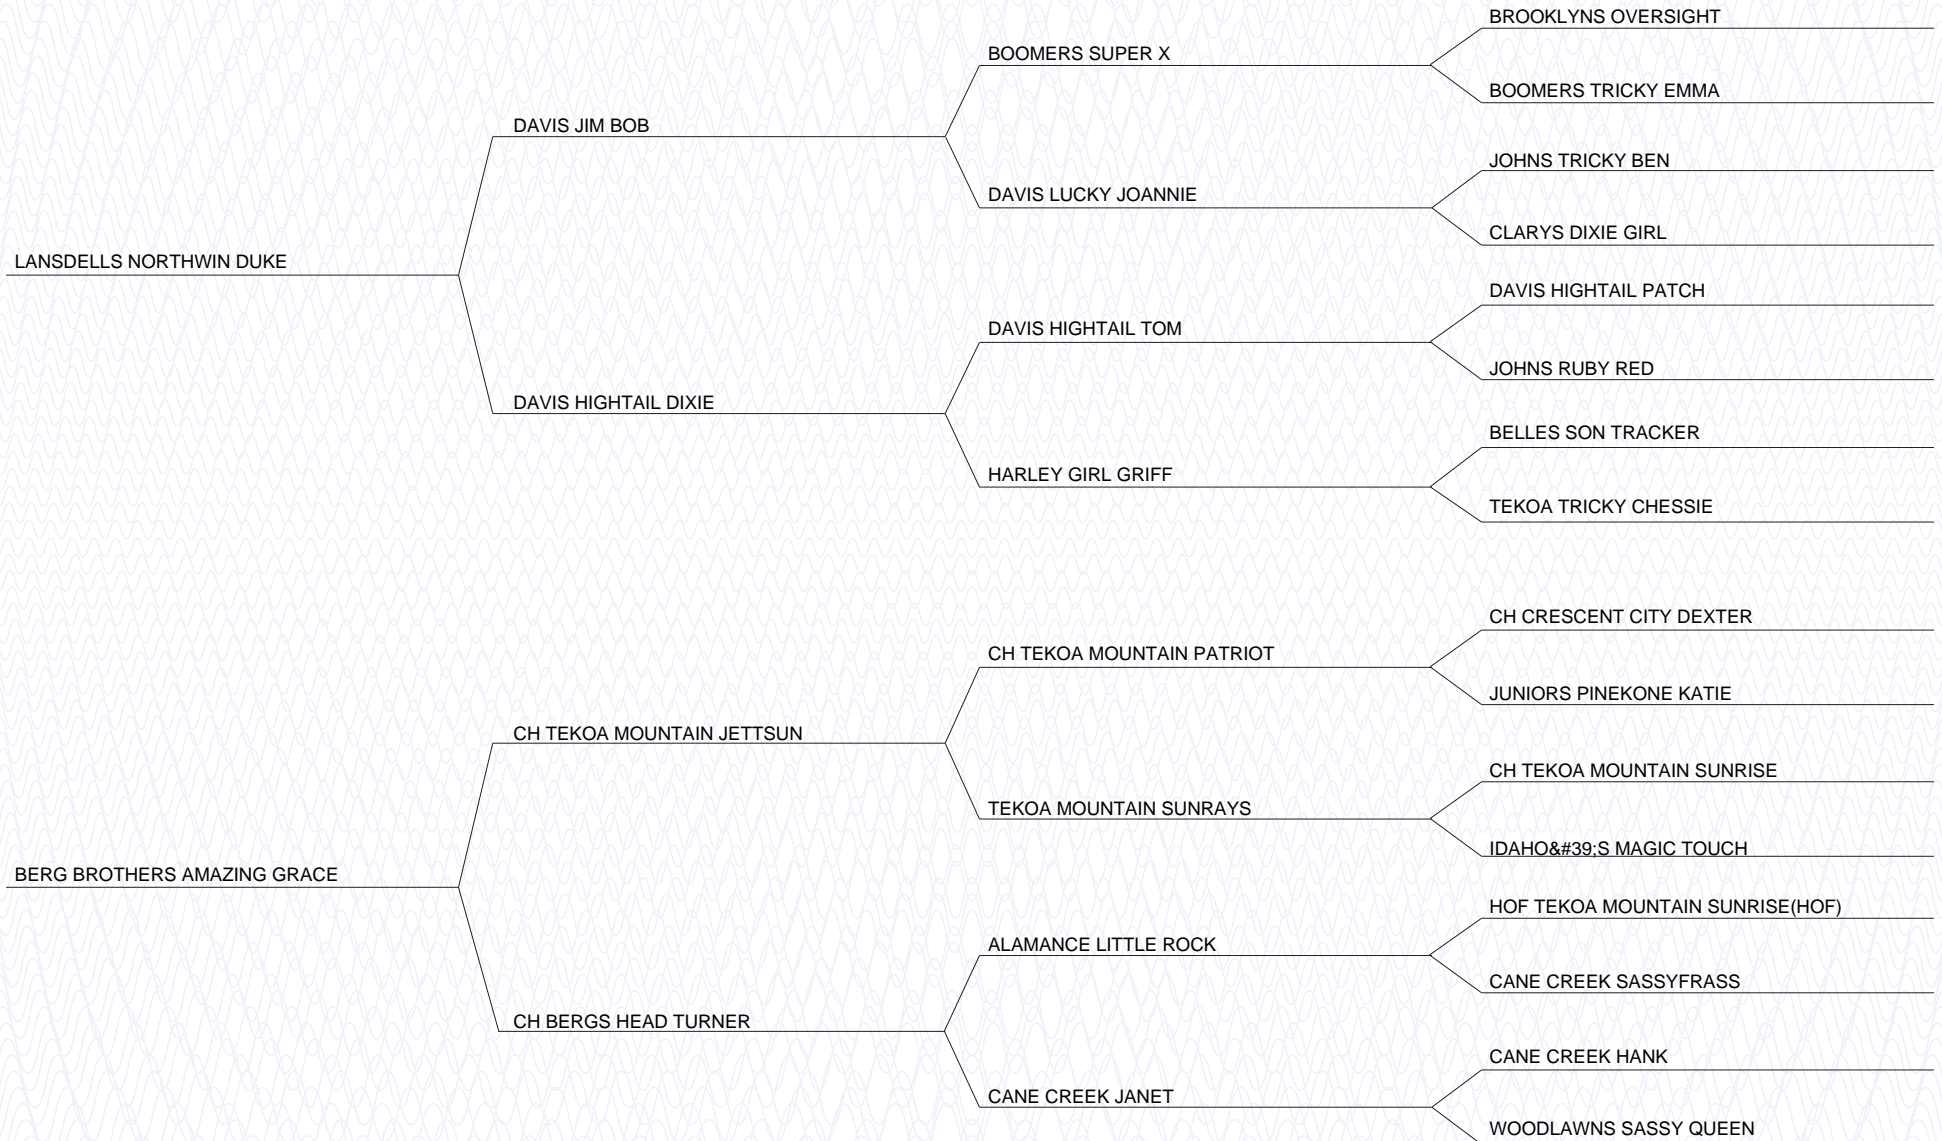 BROOKLYNS OVERSIGHT
BOOMERS SUPER X
BOOMERS TRICKY EMMA
DAVIS JIM BOB
JOHNS TRICKY BEN
DAVIS LUCKY JOANNIE
CLARYS DIXIE GIRL
LANSDELLS NORTHWIN DUKE
DAVIS HIGHTAIL PATCH
DAVIS HIGHTAIL TOM
JOHNS RUBY RED
DAVIS HIGHTAIL DIXIE
BELLES SON TRACKER
HARLEY GIRL GRIFF
TEKOA TRICKY CHESSIE
CH CRESCENT CITY DEXTER
CH TEKOA MOUNTAIN PATRIOT
JUNIORS PINEKONE KATIE
CH TEKOA MOUNTAIN JETTSUN
CH TEKOA MOUNTAIN SUNRISE
TEKOA MOUNTAIN SUNRAYS
IDAHO&#39;S MAGIC TOUCH
BERG BROTHERS AMAZING GRACE
HOF TEKOA MOUNTAIN SUNRISE(HOF)
ALAMANCE LITTLE ROCK
CANE CREEK SASSYFRASS
CH BERGS HEAD TURNER
CANE CREEK HANK
CANE CREEK JANET
WOODLAWNS SASSY QUEEN